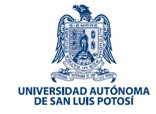 UNIVERSIDAD AUTÓNOMA
DE SAN LUIS POTOSÍ